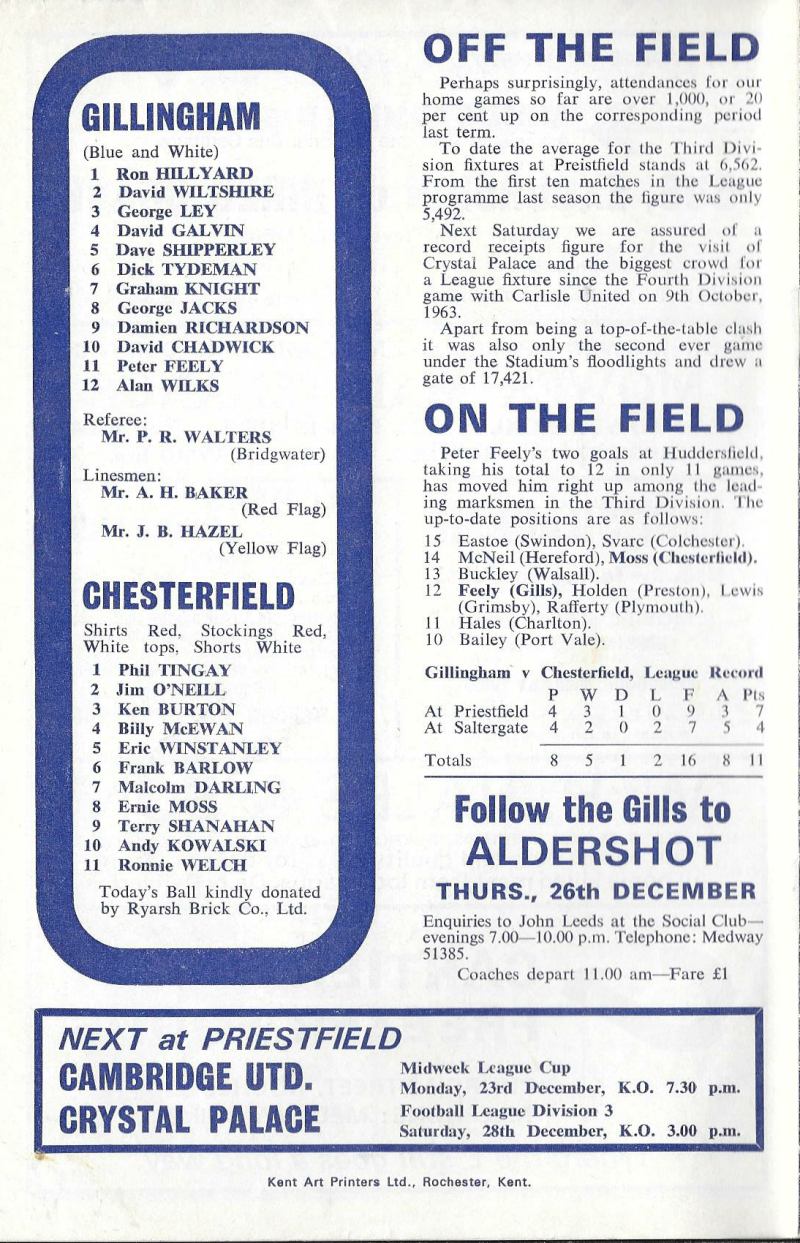 GILLINGHAM
(Blue and White)
1 Ron HILLYARD
2 David WILTSHIRE
3 George LEY
4 David GALVIN
5 Dave SHIPPERLEY
6 Dick TYDEMAN
7 Graham KNIGHT
8 George JACKS
9 Damien RICHARDSON
10 David CHADWICK
11 Peter FEELY
12 Alan WILKS
Referee:
Mr. P. R. WALTERS
(Bridgwater)
Linesmen:
Mr. A. H. BAKER
(Red Flag)
Mr. J. B. HAZEL
(Yellow Flag)
CHESTERFIELD
Shirts Red, Stockings Red,
White tops, Shorts White
1 Phil TINGAY
2 Jim O'NEILL
3 Ken BURTON
4 Billy McEWAN
5 Eric WINSTANLEY
6 Frank BARLOW
7 Malcolm DARLING
8 Ernie MOSS
9 Terry SHANAHAN
10 Andy KOWALSKI
11 Ronnie WELCH
Today's Ball kindly donated
by Ryarsh Brick Co., Ltd.
OFF THE FIELD
Perhaps surprisingly, attendances for our
home games so far are over 1,000, or 20
per cent up on the corresponding period
last term.
To date the average for the Third Divi-
sion fixtures at Preistfield stands at 6,562.
From the first ten matches in the League
programme last season the figure was only
5,492.
Next Saturday we are assured of a
record receipts figure for the visit of
Crystal Palace and the biggest crowd for
a League fixture since the Fourth Division
game with Carlisle United on 9th October,
1963.
Apart from being a top-of-the-table clash
it was also only the second ever game
under the Stadium's floodlights and drew a
gate of 17,421.
ON THE FIELD
Peter Feely's two goals at Huddersfield,
taking his total to 12 in only 11 games,
has moved him right up among the lead-
ing marksmen in the Third Division. The
up-to-date positions are as follows:
15 Eastoe (Swindon), Svarc (Colchester).
14 McNeil (Hereford), Moss (Chesterfield).
13 Buckley (Walsall).
12 Feely (Gills), Holden (Preston), Lewis
(Grimsby), Rafferty (Plymouth).
11 Hales (Charlton).
10 Bailey (Port Vale).
Gillingham v Chesterfield, League Record
P W D L F A Pts
At Priestfield 4 3 1 0 9 3 7
At Saltergate 4 2 0 2 7 5 4
Totals 8 5 1 2 16 8 11
Follow the Gills to
ALDERSHOT
THURS., 26th DECEMBER
Enquiries to John Leeds at the Social Club—
evenings 7.00—10.00 p.m. Telephone: Medway
51385.
Coaches depart 11.00 am—Fare £1
NEXT at PRIESTFIELD
CAMBRIDGE UTD.
Midweek League Cup
Monday, 23rd December, K.O. 7.30 p.m.
CRYSTAL PALACE
Football League Division 3
Saturday, 28th December, K.O. 3.00 p.m.
Kent Art Printers Ltd., Rochester, Kent.